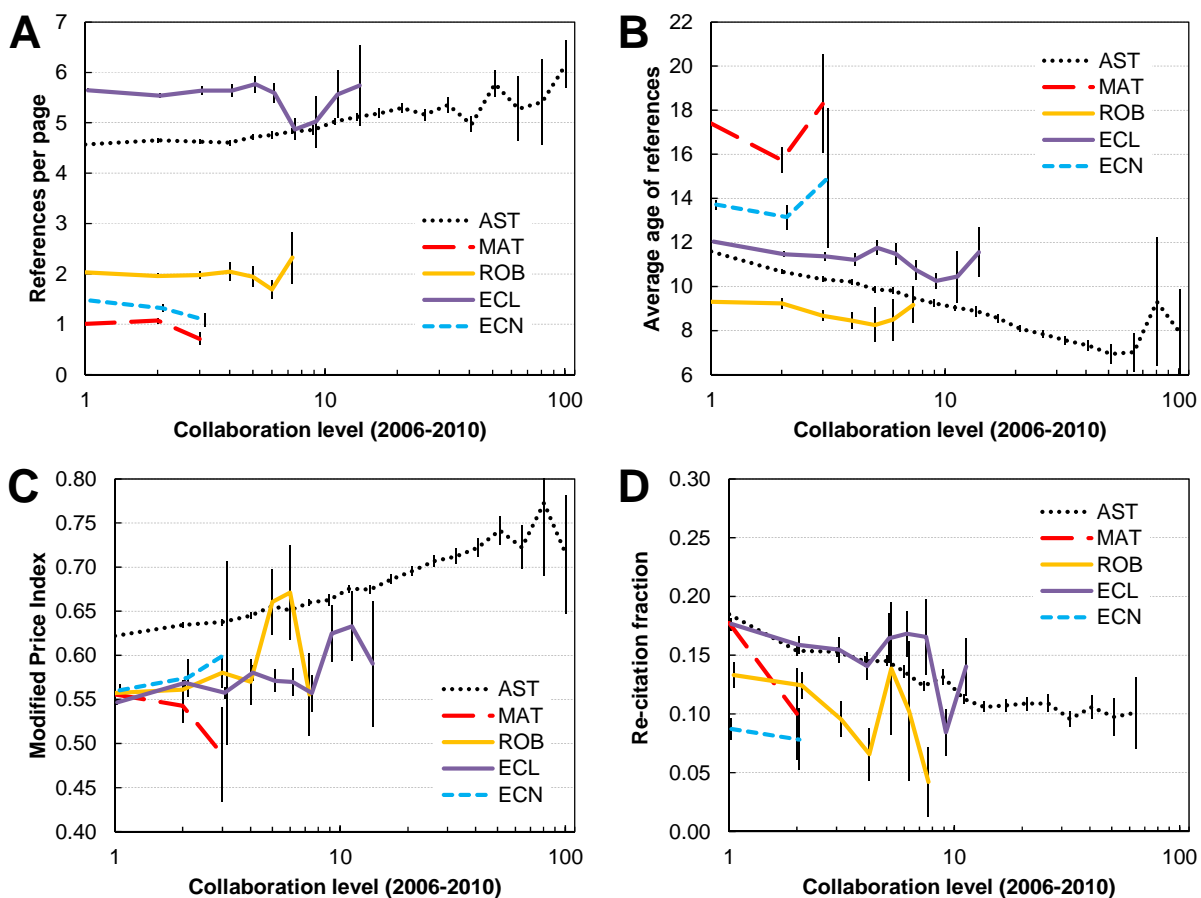 A
References per page
7
6
5
4
3
2
1
0
AST
MAT
ROB
ECL
ECN
1
10
100
Collaboration level (2006-2010)
B
Average age of references
22
20
18
16
14
12
10
8
6
AST
MAT
ROB
ECL
ECN
1
10
100
Collaboration level (2006-2010)
C
Modified Price Index
0.80
0.75
0.70
0.65
0.60
0.55
0.50
0.45
0.40
AST
MAT
ROB
ECL
ECN
1
10
100
Collaboration level (2006-2010)
D
Re-citation fraction
0.30
0.25
0.20
0.15
0.10
0.05
0.00
AST
MAT
ROB
ECL
ECN
1
10
100
Collaboration level (2006-2010)